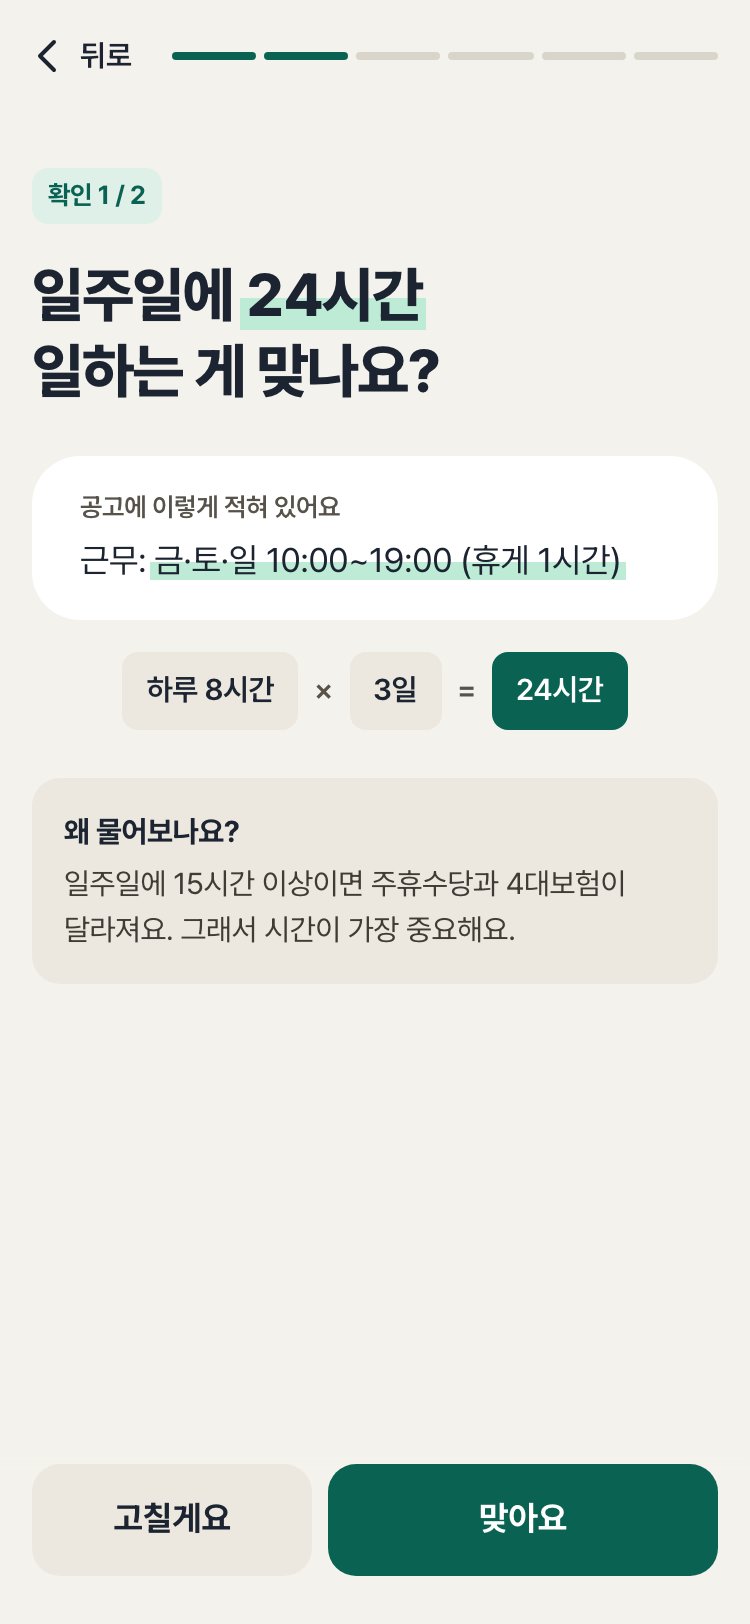 뒤로
확인 1 / 2
일주일에 24시간
일하는 게 맞나요?
공고에 이렇게 적혀 있어요
근무: 금·토·일 10:00~19:00 (휴게 1시간)
하루 8시간 × 3일 = 24시간
왜 물어보나요?
일주일에 15시간 이상이면 주휴수당과 4대보험이
달라져요. 그래서 시간이 가장 중요해요.
고칠게요 맞아요